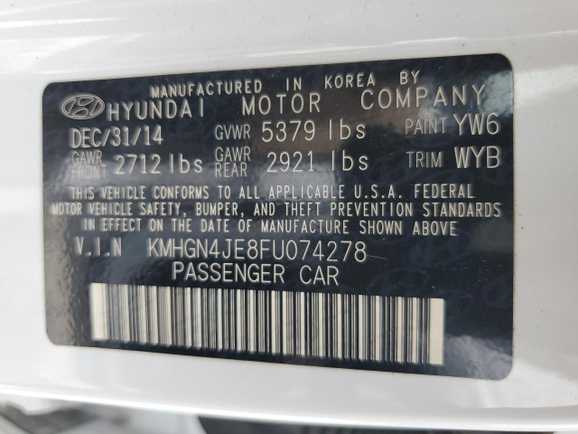 MANUFACTURED IN KOREA BY
HYUNDAI MOTOR COMPANY
DEC/31/14 GVWR 5379 lbs PAINT YW6
GAWR FRONT 2712 lbs GAWR REAR 2921 lbs TRIM WYB
THIS VEHICLE CONFORMS TO ALL APPLICABLE U.S.A. FEDERAL
MOTOR VEHICLE SAFETY, BUMPER, AND THEFT PREVENTION STANDARDS
IN EFFECT ON THE DATE OF MANUFACTURE SHOWN ABOVE
V.I.N KMHGN4JE8FU074278
PASSENGER CAR